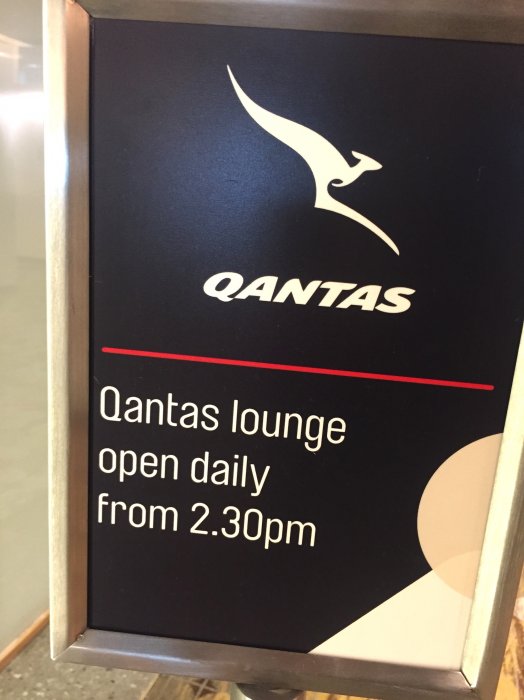 QANTAS
Qantas lounge
open daily
from 2.30pm